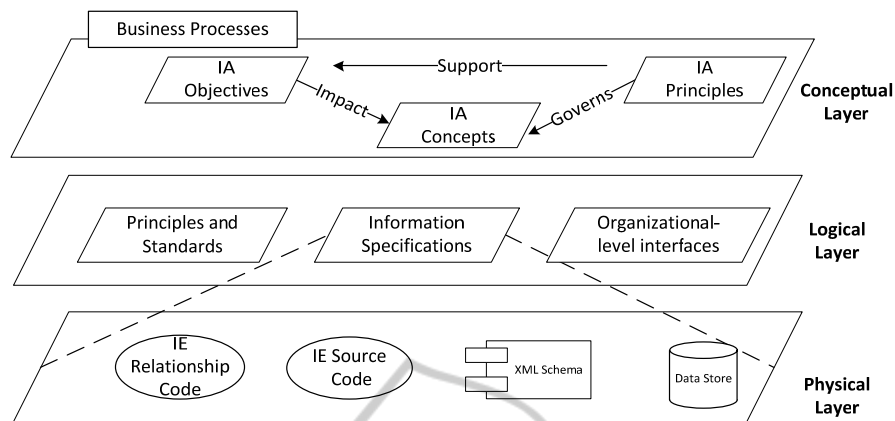 Business Processes
IA
Objectives
Support
IA
Principles
Impact
IA
Concepts
Governs
Conceptual
Layer
Principles and
Standards
Information
Specifications
Organizational-
level interfaces
Logical
Layer
IE
Relationship
Code
IE Source
Code
XML Schema
Data Store
Physical
Layer